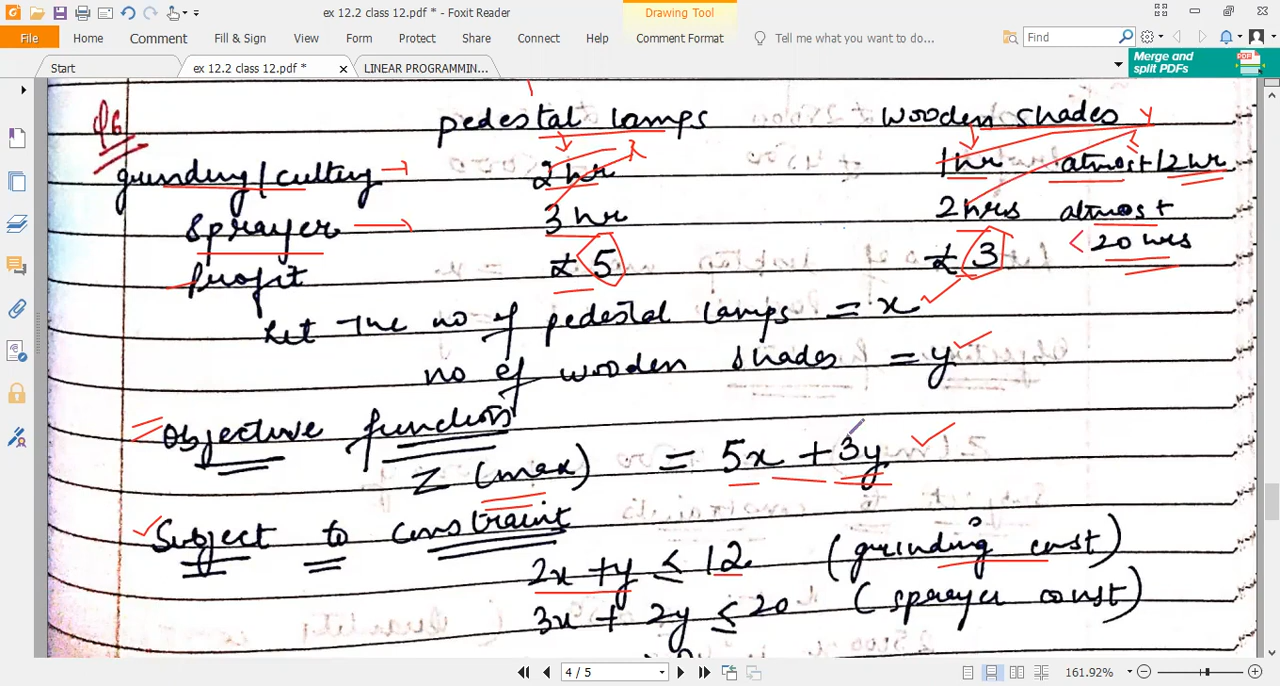 ex 12.2 class 12.pdf * - Foxit Reader
Drawing Tool
File Home Comment Fill & Sign View Form Protect Share Connect Help Comment Format Tell me what you want to do... Find
Start ex 12.2 class 12.pdf * LINEAR PROGRAMMIN... Merge and split PDFs
Q6 pedestal lamps wooden shades y
grinding/cutting 2 hr x 1hr atmost 12 hr
sprayer 3 hr 2 hrs atmost
profit ₹ 5 ₹ 3 < 20 hrs
Let the no of pedestal lamps = x
no of wooden shades = y
Objective function
Z (max) = 5x + 3y
Subject to constraint
2x + y ≤ 12 (grinding const)
3x + 2y ≤ 20 (sprayer const)
4 / 5 161.92%